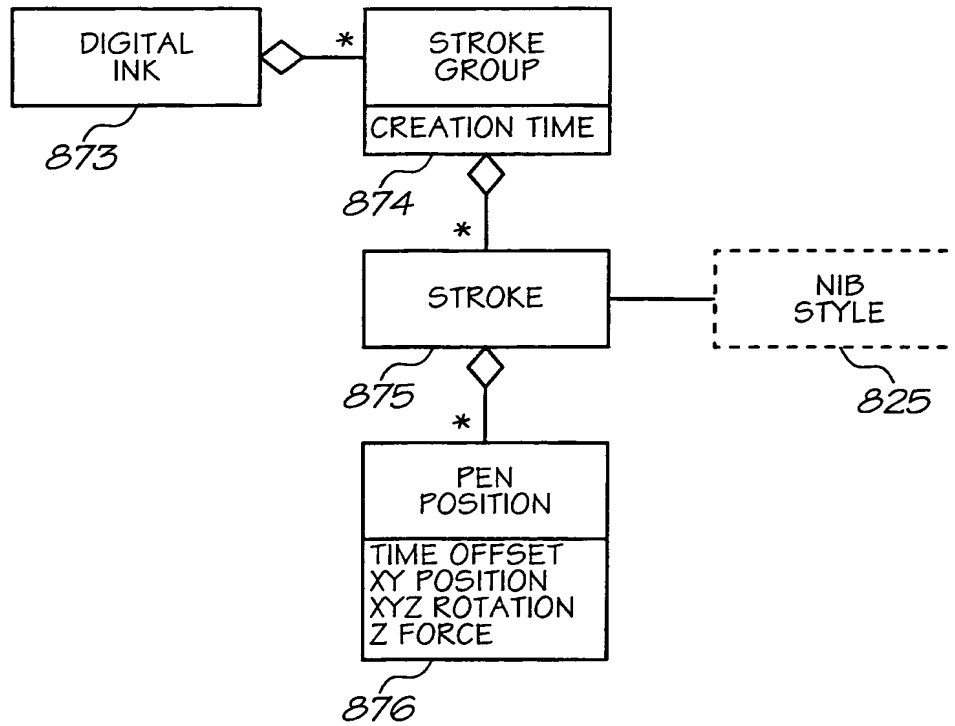 DIGITAL
INK
873
*
STROKE
GROUP
CREATION TIME
874
*
STROKE
875
NIB
STYLE
825
*
PEN
POSITION
TIME OFFSET
XY POSITION
XYZ ROTATION
Z FORCE
876